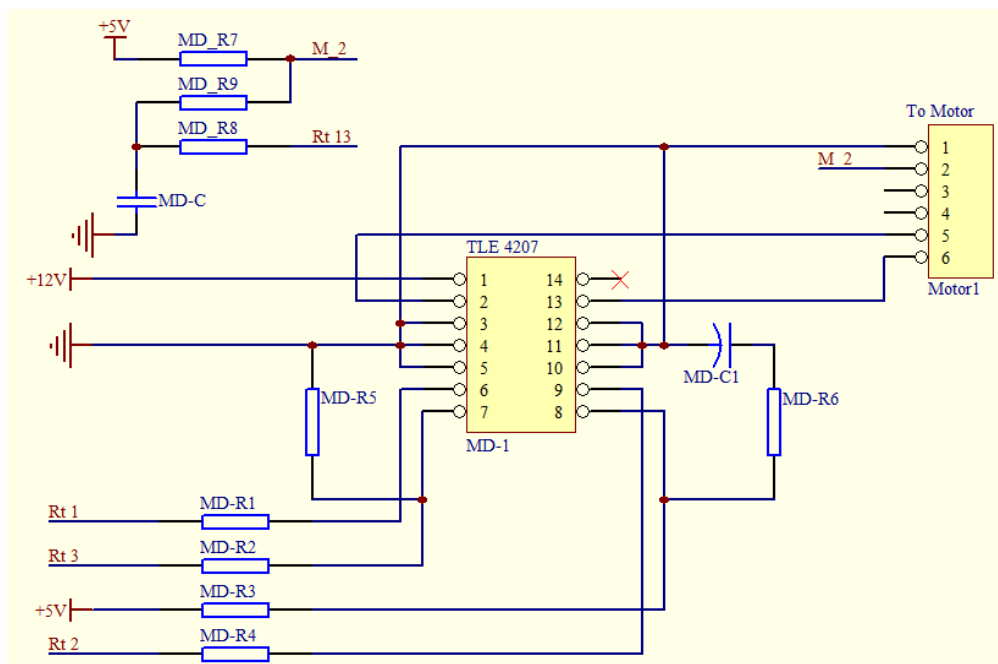 +5V
MD_R7
M_2
MD_R9
MD_R8
Rt 13
MD-C
To Motor
M_2
1
2
3
4
5
6
Motor1
TLE 4207
+12V
1 14
2 13
3 12
4 11
5 10
6 9
7 8
MD-1
MD-C1
MD-R5
MD-R6
Rt 1
MD-R1
Rt 3
MD-R2
+5V
MD-R3
Rt 2
MD-R4